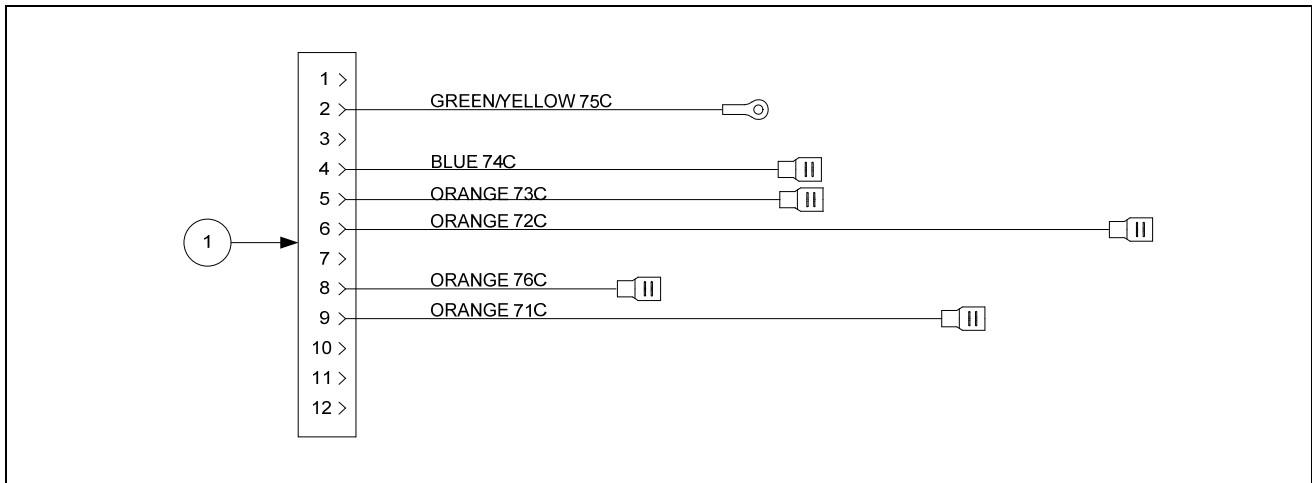 1 >
2 > GREEN/YELLOW 75C
3 >
4 > BLUE 74C
5 > ORANGE 73C
6 > ORANGE 72C
1
7 >
8 > ORANGE 76C
9 > ORANGE 71C
10 >
11 >
12 >